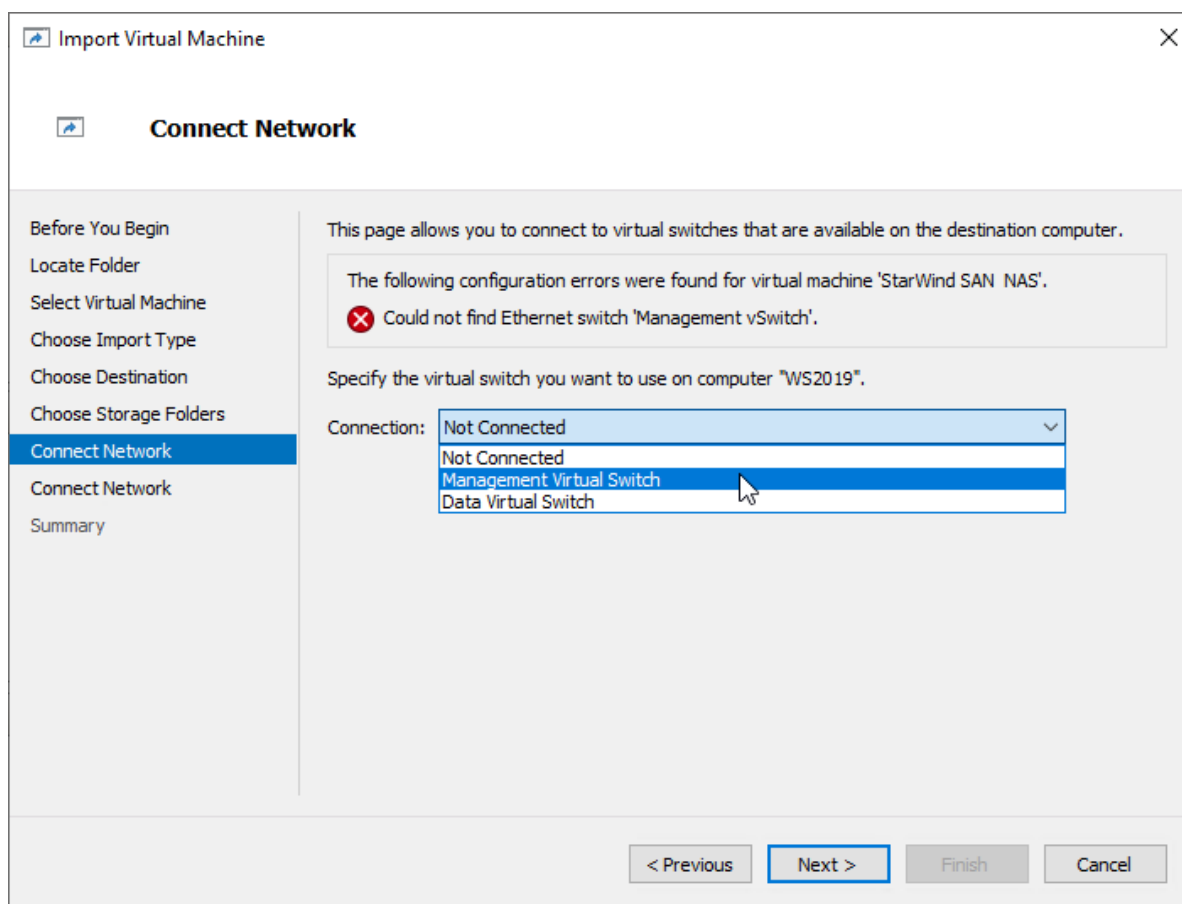 Import Virtual Machine
Connect Network
Before You Begin
Locate Folder
Select Virtual Machine
Choose Import Type
Choose Destination
Choose Storage Folders
Connect Network
Connect Network
Summary
This page allows you to connect to virtual switches that are available on the destination computer.
The following configuration errors were found for virtual machine 'StarWind SAN  NAS'.
Could not find Ethernet switch 'Management vSwitch'.
Specify the virtual switch you want to use on computer "WS2019".
Connection: Not Connected
Not Connected
Management Virtual Switch
Data Virtual Switch
< Previous Next > Finish Cancel